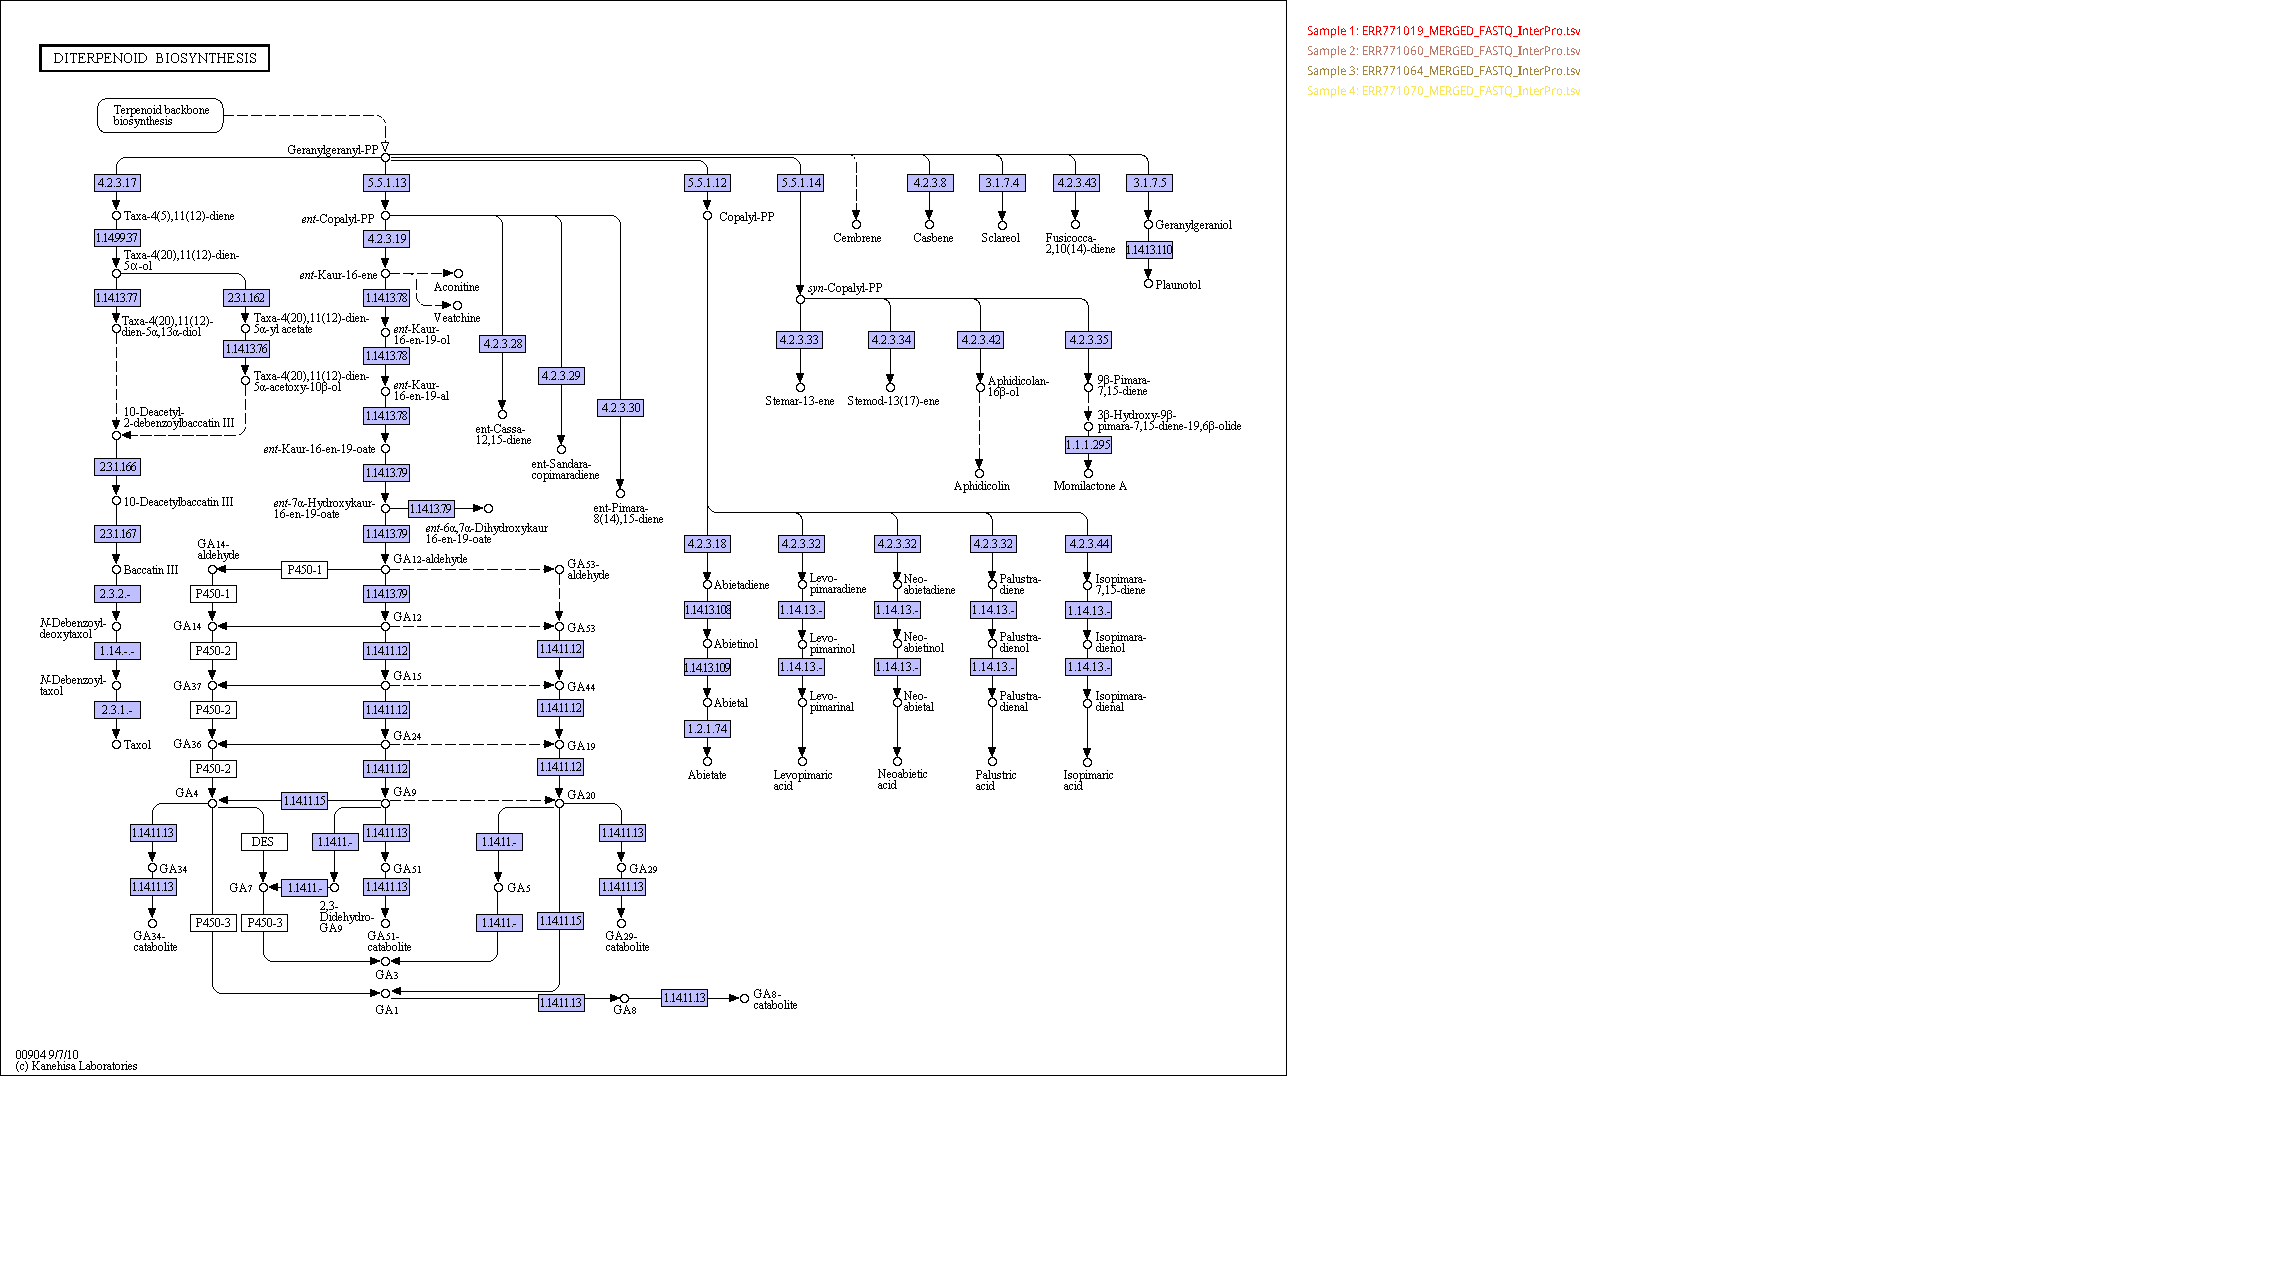 DITERPENOID BIOSYNTHESIS
Sample 1: ERR771019_MERGED_FASTQ_InterPro.tsv
Sample 2: ERR771060_MERGED_FASTQ_InterPro.tsv
Sample 3: ERR771064_MERGED_FASTQ_InterPro.tsv
Sample 4: ERR771070_MERGED_FASTQ_InterPro.tsv
Terpenoid backbone
biosynthesis
Geranylgeranyl-PP
4.2.3.17
5.5.1.13
5.5.1.12
5.5.1.14
4.2.3.8
3.1.7.4
4.2.3.43
3.1.7.5
Taxa-4(5),11(12)-diene
ent-Copalyl-PP
Copalyl-PP
Cembrene
Casbene
Sclareol
Fusicocca-
2,10(14)-diene
Geranylgeraniol
1.14.99.37
4.2.3.19
1.14.13.110
Taxa-4(20),11(12)-dien-
5α-ol
ent-Kaur-16-ene
Aconitine
Veatchine
syn-Copalyl-PP
Plaunotol
1.14.13.77
2.3.1.162
1.14.13.78
Taxa-4(20),11(12)-
dien-5α,13α-diol
Taxa-4(20),11(12)-dien-
5α-yl acetate
ent-Kaur-
16-en-19-ol
4.2.3.28
4.2.3.33
4.2.3.34
4.2.3.42
4.2.3.35
1.14.13.76
1.14.13.78
4.2.3.29
Taxa-4(20),11(12)-dien-
5α-acetoxy-10β-ol
ent-Kaur-
16-en-19-al
Stemar-13-ene
Stemod-13(17)-ene
Aphidicolan-
16β-ol
9β-Pimara-
7,15-diene
4.2.3.30
10-Deacetyl-
2-debenzoylbaccatin III
1.14.13.78
ent-Cassa-
12,15-diene
3β-Hydroxy-9β-
pimara-7,15-diene-19,6β-olide
1.1.1.295
ent-Kaur-16-en-19-oate
ent-Sandara-
copimaradiene
2.3.1.166
1.14.13.79
Aphidicolin
Momilactone A
10-Deacetylbaccatin III
ent-7α-Hydroxykaur-
16-en-19-oate
1.14.13.79
ent-Pimara-
8(14),15-diene
ent-6α,7α-Dihydroxykaur
16-en-19-oate
2.3.1.167
1.14.13.79
4.2.3.18
4.2.3.32
4.2.3.32
4.2.3.32
4.2.3.44
GA14-
aldehyde
GA12-aldehyde
Baccatin III
P450-1
GA53-
aldehyde
Abietadiene
Levo-
pimaradiene
Neo-
abietadiene
Palustra-
diene
Isopimara-
7,15-diene
2.3.2.-
P450-1
1.14.13.79
1.14.13.108
1.14.13.-
1.14.13.-
1.14.13.-
1.14.13.-
N-Debenzoyl-
deoxytaxol
GA14
GA12
GA53
Abietinol
Levo-
pimarinol
Neo-
abietinol
Palustra-
dienol
Isopimara-
dienol
1.14.-.-
P450-2
1.14.11.12
1.14.11.12
1.14.13.109
1.14.13.-
1.14.13.-
1.14.13.-
1.14.13.-
N-Debenzoyl-
taxol
GA37
GA15
GA44
Abietal
Levo-
pimarinal
Neo-
abietal
Palustra-
dienal
Isopimara-
dienal
2.3.1.-
P450-2
1.14.11.12
1.14.11.12
1.2.1.74
Taxol
GA36
GA24
GA19
P450-2
1.14.11.12
1.14.11.12
Abietate
Levopimaric
acid
Neoabietic
acid
Palustric
acid
Isopimaric
acid
GA4
1.14.11.15
GA9
GA20
1.14.11.13
DES
1.14.11.-
1.14.11.13
1.14.11.-
1.14.11.13
GA34
GA51
GA29
1.14.11.13
GA7
1.14.11.-
1.14.11.13
GA5
1.14.11.13
2,3-
Didehydro-
GA9
P450-3
P450-3
1.14.11.-
1.14.11.15
GA34-
catabolite
GA51-
catabolite
GA29-
catabolite
GA3
GA1
1.14.11.13
GA8
1.14.11.13
GA8-
catabolite
00904 9/7/10
(c) Kanehisa Laboratories